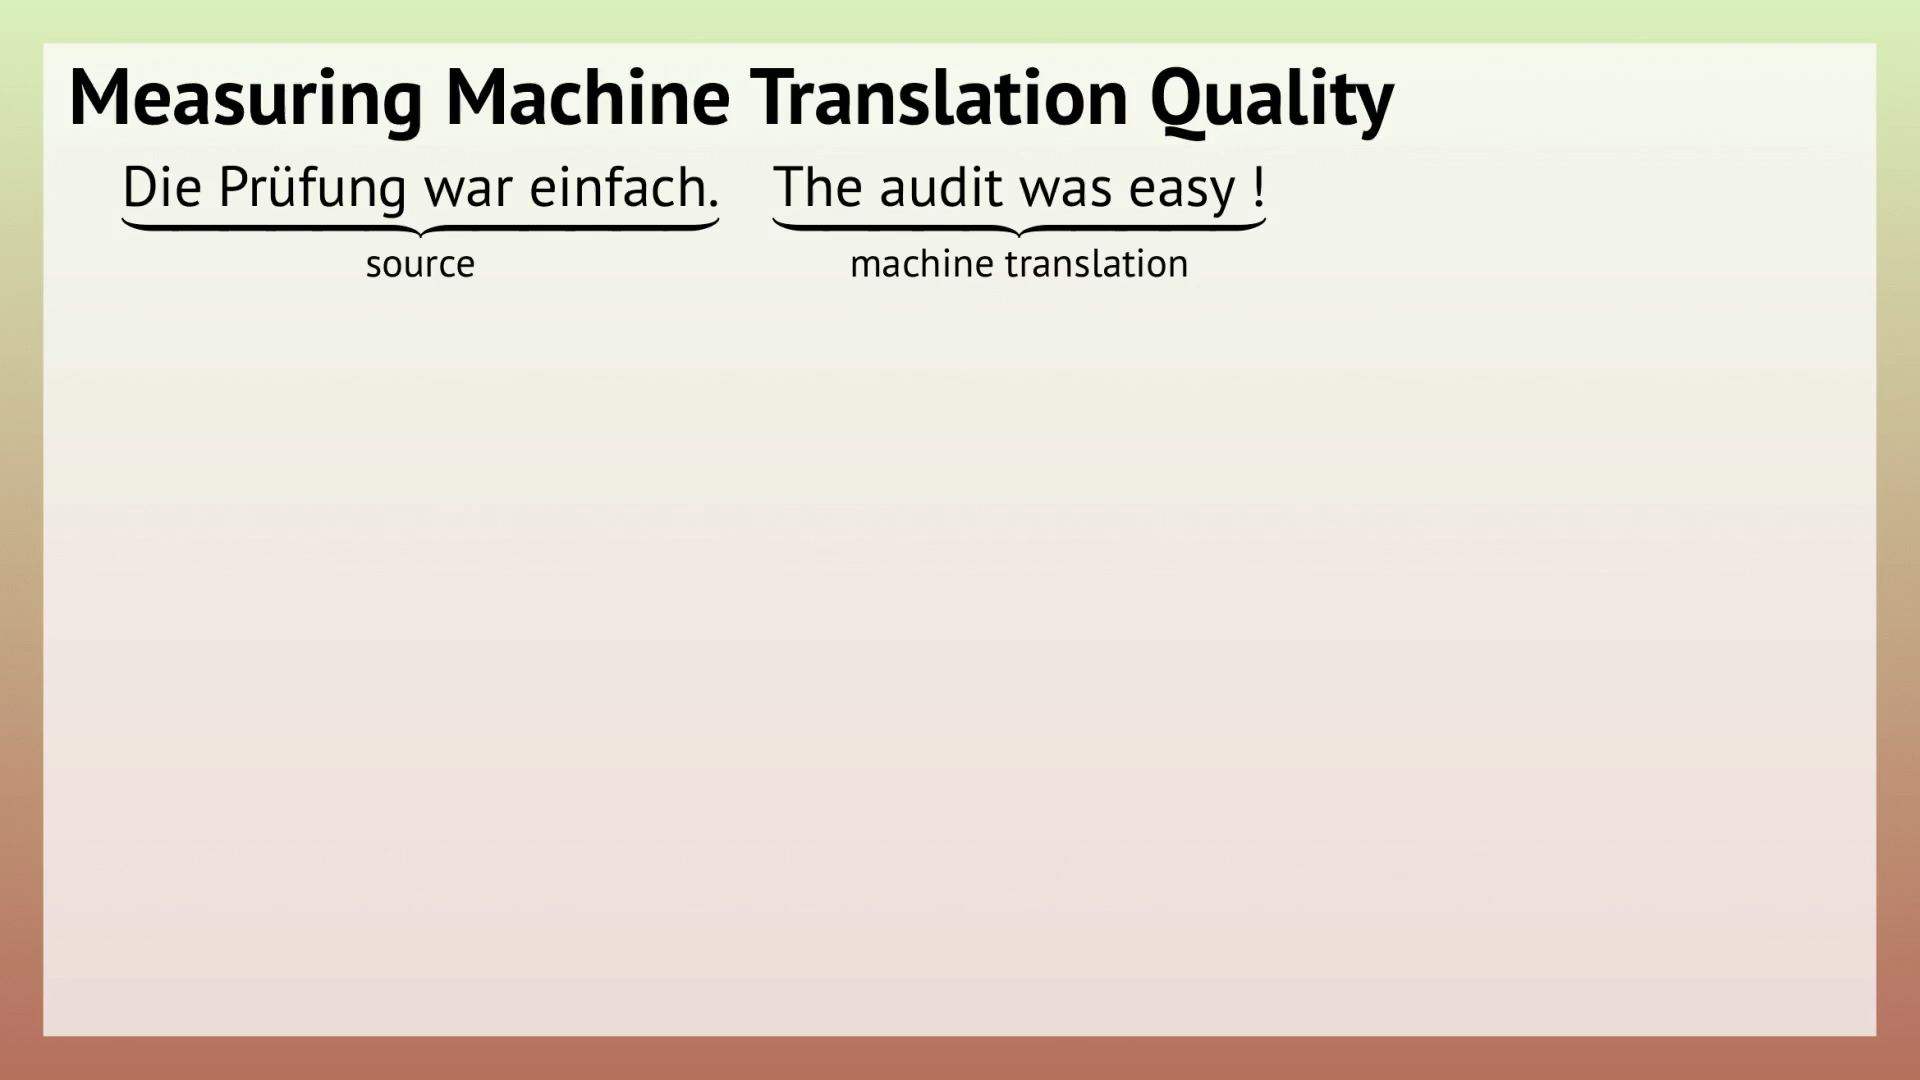 Measuring Machine Translation Quality
Die Prüfung war einfach. The audit was easy !
source machine translation